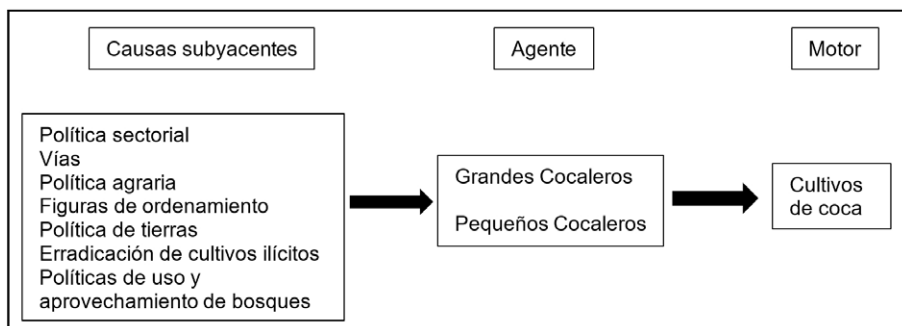 Causas subyacentes
Agente
Motor
Política sectorial
Vías
Política agraria
Figuras de ordenamiento
Política de tierras
Erradicación de cultivos ilícitos
Políticas de uso y
aprovechamiento de bosques
Grandes Cocaleros
Pequeños Cocaleros
Cultivos
de coca